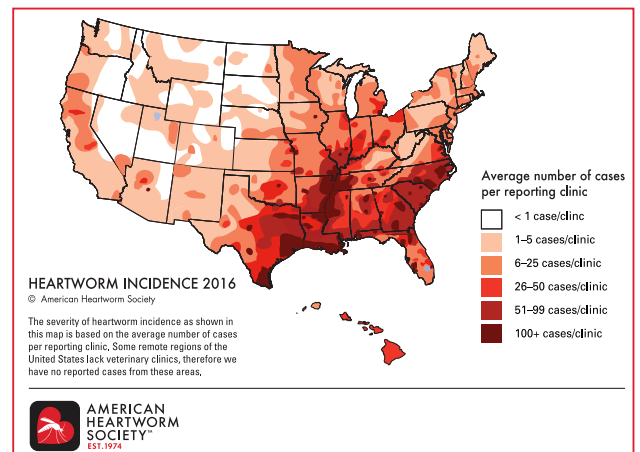 Average number of cases
per reporting clinic
< 1 case/clinc
1–5 cases/clinic
6–25 cases/clinic
26–50 cases/clinic
51–99 cases/clinic
100+ cases/clinic
HEARTWORM INCIDENCE 2016
© American Heartworm Society
The severity of heartworm incidence as shown in
this map is based on the average number of cases
per reporting clinic. Some remote regions of the
United States lack veterinary clinics, therefore we
have no reported cases from these areas.
AMERICAN
HEARTWORM
SOCIETY™
EST.1974